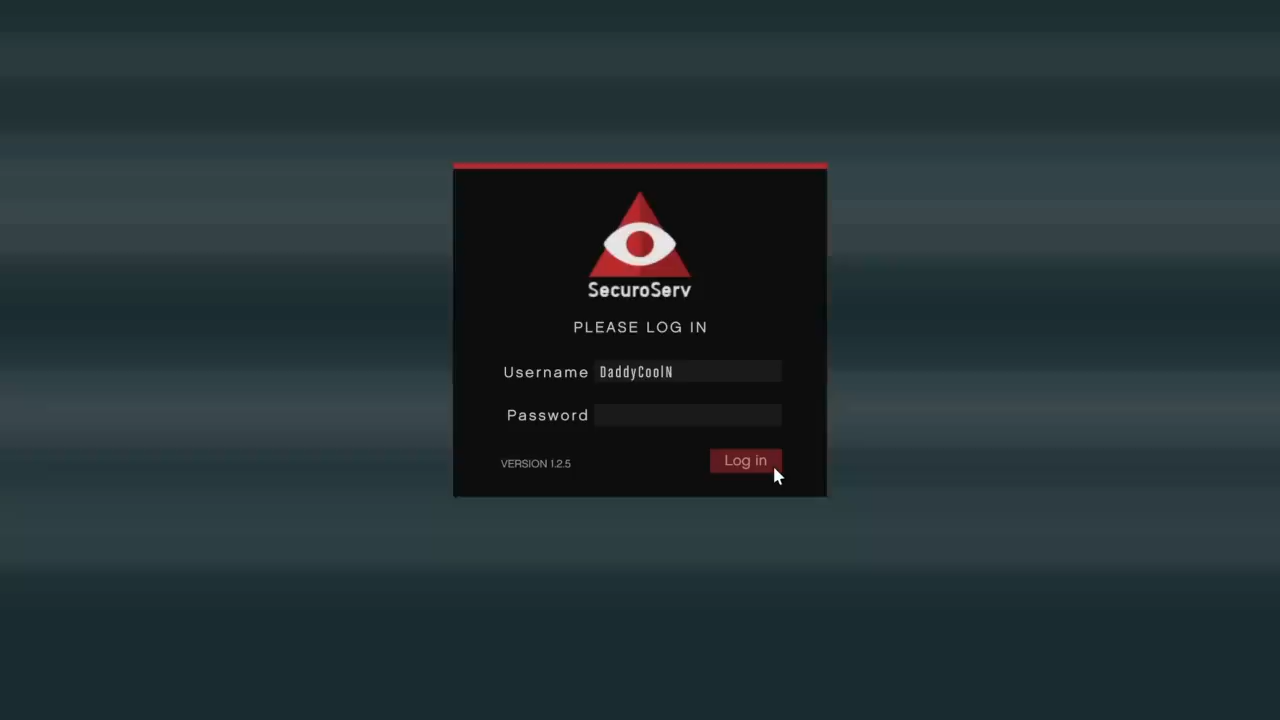 SecuroServ
PLEASE LOG IN
Username DaddyCoolN
Password
VERSION 1.2.5 Log in